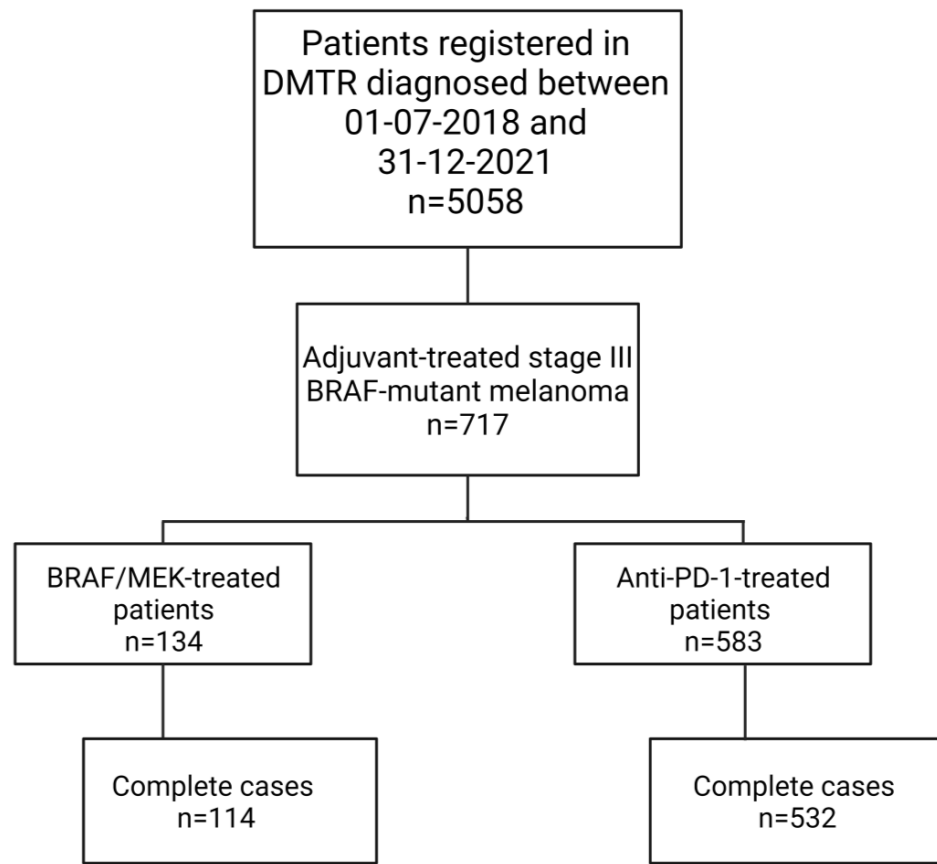 Patients registered in
DMTR diagnosed between
01-07-2018 and
31-12-2021
n=5058
Adjuvant-treated stage III
BRAF-mutant melanoma
n=717
BRAF/MEK-treated
patients
n=134
Anti-PD-1-treated
patients
n=583
Complete cases
n=114
Complete cases
n=532